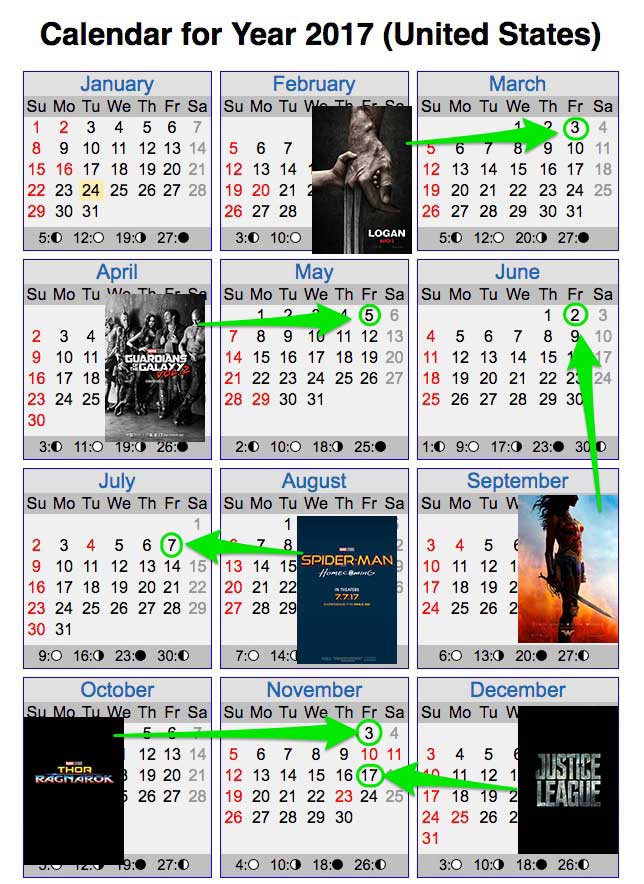 Calendar for Year 2017 (United States)
January
Su Mo Tu We Th Fr Sa
1 2 3 4 5 6 7
8 9 10 11 12 13 14
15 16 17 18 19 20 21
22 23 24 25 26 27 28
29 30 31
5: 12: 19: 27:
February
Su Mo Tu We Th Fr Sa
5 6 7
12 13 14
19 20 21
26 27 28
3: 10:
LOGAN
March
Su Mo Tu We Th Fr Sa
1 2 3 4
5 6 7 8 9 10 11
12 13 14 15 16 17 18
19 20 21 22 23 24 25
26 27 28 29 30 31
5: 12: 20: 27:
April
Su Mo Tu We Th Fr Sa
2 3 4
9 10 11
16 17 18
23 24 25
30
3: 11: 19: 26:
MARVEL
GUARDIANS
OF THE
GALAXY
VOL. 2
May
Su Mo Tu We Th Fr Sa
1 2 3 4 5 6
7 8 9 10 11 12 13
14 15 16 17 18 19 20
21 22 23 24 25 26 27
28 29 30 31
2: 10: 18: 25:
June
Su Mo Tu We Th Fr Sa
1 2 3
4 5 6 7 8 9 10
11 12 13 14 15 16 17
18 19 20 21 22 23 24
25 26 27 28 29 30
1: 9: 17: 23: 30:
July
Su Mo Tu We Th Fr Sa
1
2 3 4 5 6 7 8
9 10 11 12 13 14 15
16 17 18 19 20 21 22
23 24 25 26 27 28 29
30 31
9: 16: 23: 30:
August
Su Mo Tu We Th Fr Sa
1
6 7 8
13 14
20 21 22
27 28 29
7: 14:
SPIDER-MAN
HOMECOMING
IN THEATERS
7.7.17
September
Su Mo Tu We Th Fr Sa
3 4 5
10 11 12
17 18 19
24 25 26
6: 13: 20: 27:
October
Su Mo Tu We Th Fr Sa
5 6 7
12 13 14
19 20 21
26 27 28
5: 12: 19: 27:
THOR
RAGNAROK
November
Su Mo Tu We Th Fr Sa
1 2 3 4
5 6 7 8 9 10 11
12 13 14 15 16 17 18
19 20 21 22 23 24 25
26 27 28 29 30
4: 10: 18: 26:
December
Su Mo Tu We Th Fr Sa
3 4 5
10 11 12
17 18 19
24 25 26
31
3: 10: 18: 26:
JUSTICE
LEAGUE